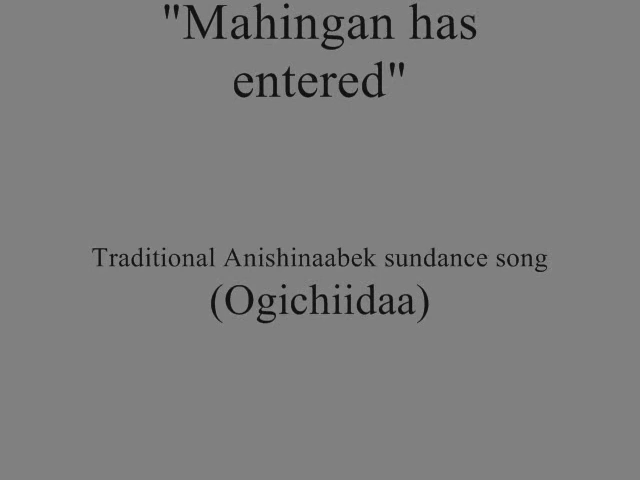 "Mahingan has
entered"
Traditional Anishinaabek sundance song
(Ogichiidaa)